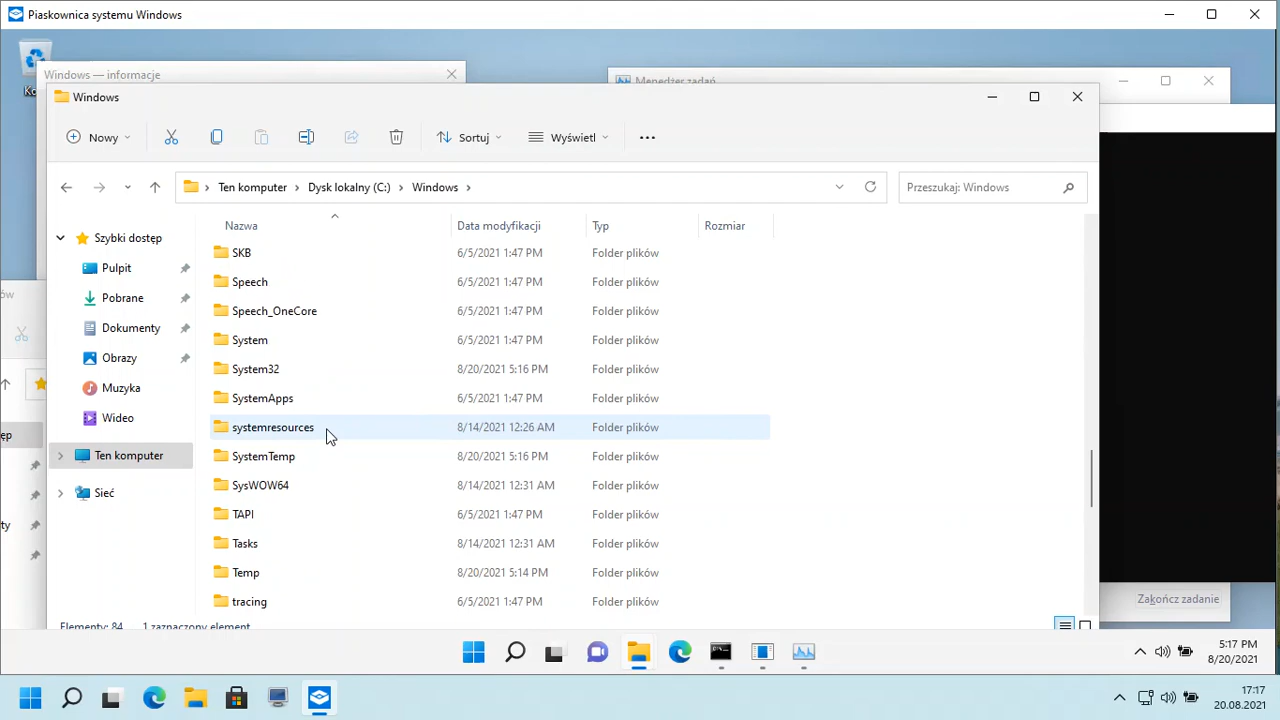 Piaskownica systemu Windows
Windows — informacje
Menedżer zadań
Windows
Nowy
Sortuj
Wyświetl
Ten komputer
Dysk lokalny (C:)
Windows
Przeszukaj: Windows
Nazwa
Data modyfikacji
Typ
Rozmiar
Szybki dostęp
Pulpit
Pobrane
Dokumenty
Obrazy
Muzyka
Wideo
Ten komputer
Sieć
SKB 6/5/2021 1:47 PM Folder plików
Speech 6/5/2021 1:47 PM Folder plików
Speech_OneCore 6/5/2021 1:47 PM Folder plików
System 6/5/2021 1:47 PM Folder plików
System32 8/20/2021 5:16 PM Folder plików
SystemApps 6/5/2021 1:47 PM Folder plików
systemresources 8/14/2021 12:26 AM Folder plików
SystemTemp 8/20/2021 5:16 PM Folder plików
SysWOW64 8/14/2021 12:31 AM Folder plików
TAPI 6/5/2021 1:47 PM Folder plików
Tasks 8/14/2021 12:31 AM Folder plików
Temp 8/20/2021 5:14 PM Folder plików
tracing 6/5/2021 1:47 PM Folder plików
Elementy: 84 1 zaznaczony element
Zakończ zadanie
5:17 PM
8/20/2021
17:17
20.08.2021